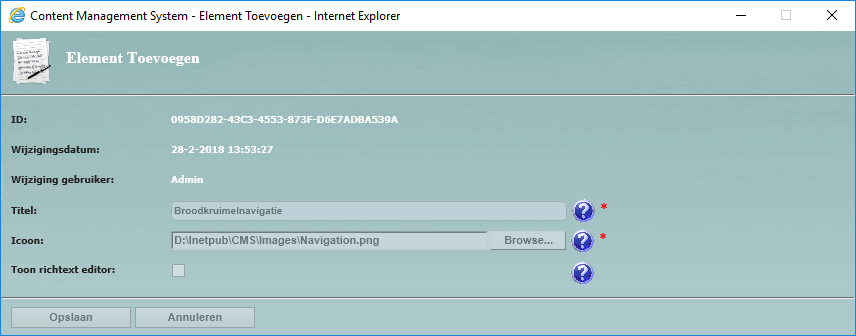 Content Management System - Element Toevoegen - Internet Explorer
Element Toevoegen
ID: 0958D282-43C3-4553-873F-D6E7ADBA539A
Wijzigingsdatum: 28-2-2018 13:53:27
Wijziging gebruiker: Admin
Titel: Broodkruimelnavigatie ? *
Icoon: D:\Inetpub\CMS\Images\Navigation.png Browse... ? *
Toon richtext editor: ?
Opslaan Annuleren